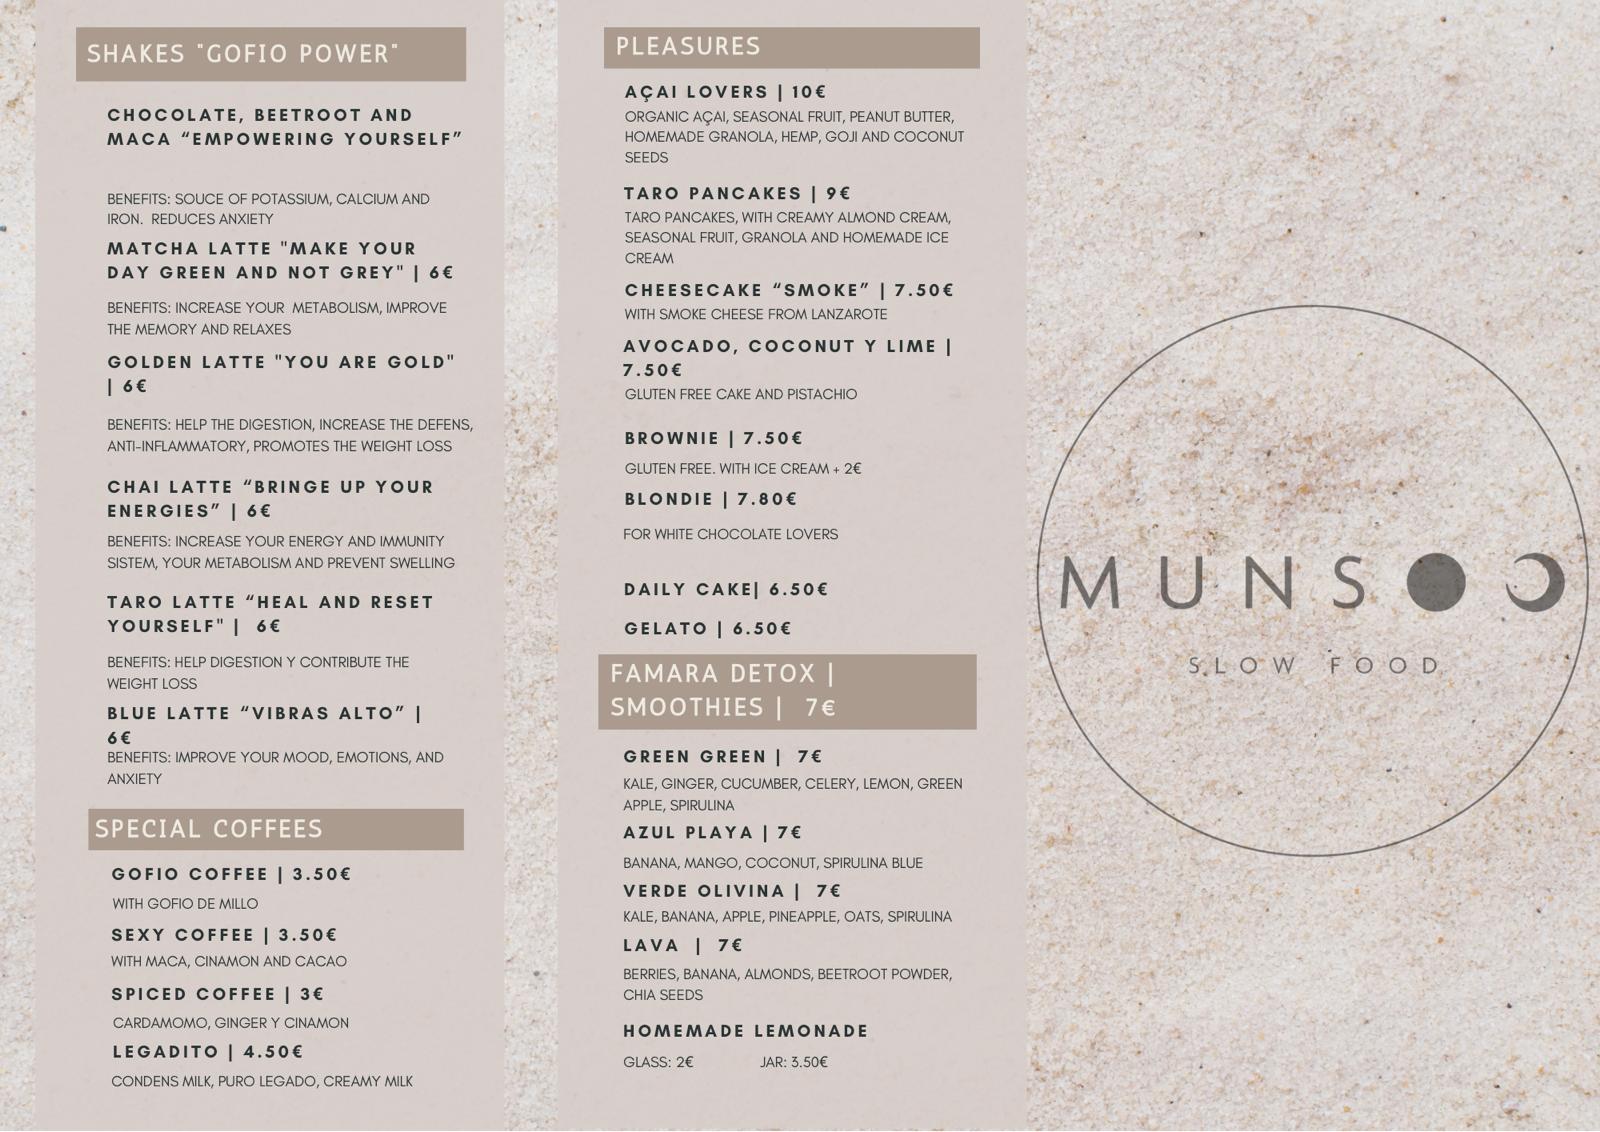 SHAKES "GOFIO POWER"
CHOCOLATE, BEETROOT AND
MACA “EMPOWERING YOURSELF”
BENEFITS: SOUCE OF POTASSIUM, CALCIUM AND
IRON. REDUCES ANXIETY
MATCHA LATTE "MAKE YOUR
DAY GREEN AND NOT GREY" | 6€
BENEFITS: INCREASE YOUR METABOLISM, IMPROVE
THE MEMORY AND RELAXES
GOLDEN LATTE "YOU ARE GOLD"
| 6€
BENEFITS: HELP THE DIGESTION, INCREASE THE DEFENS,
ANTI-INFLAMMATORY, PROMOTES THE WEIGHT LOSS
CHAI LATTE “BRINGE UP YOUR
ENERGIES” | 6€
BENEFITS: INCREASE YOUR ENERGY AND IMMUNITY
SISTEM, YOUR METABOLISM AND PREVENT SWELLING
TARO LATTE “HEAL AND RESET
YOURSELF" | 6€
BENEFITS: HELP DIGESTION Y CONTRIBUTE THE
WEIGHT LOSS
BLUE LATTE “VIBRAS ALTO” |
6€
BENEFITS: IMPROVE YOUR MOOD, EMOTIONS, AND
ANXIETY
SPECIAL COFFEES
GOFIO COFFEE | 3.50€
WITH GOFIO DE MILLO
SEXY COFFEE | 3.50€
WITH MACA, CINAMON AND CACAO
SPICED COFFEE | 3€
CARDAMOMO, GINGER Y CINAMON
LEGADITO | 4.50€
CONDENS MILK, PURO LEGADO, CREAMY MILK
PLEASURES
AÇAI LOVERS | 10€
ORGANIC AÇAI, SEASONAL FRUIT, PEANUT BUTTER,
HOMEMADE GRANOLA, HEMP, GOJI AND COCONUT
SEEDS
TARO PANCAKES | 9€
TARO PANCAKES, WITH CREAMY ALMOND CREAM,
SEASONAL FRUIT, GRANOLA AND HOMEMADE ICE
CREAM
CHEESECAKE “SMOKE” | 7.50€
WITH SMOKE CHEESE FROM LANZAROTE
AVOCADO, COCONUT Y LIME |
7.50€
GLUTEN FREE CAKE AND PISTACHIO
BROWNIE | 7.50€
GLUTEN FREE. WITH ICE CREAM + 2€
BLONDIE | 7.80€
FOR WHITE CHOCOLATE LOVERS
DAILY CAKE| 6.50€
GELATO | 6.50€
FAMARA DETOX |
SMOOTHIES | 7€
GREEN GREEN | 7€
KALE, GINGER, CUCUMBER, CELERY, LEMON, GREEN
APPLE, SPIRULINA
AZUL PLAYA | 7€
BANANA, MANGO, COCONUT, SPIRULINA BLUE
VERDE OLIVINA | 7€
KALE, BANANA, APPLE, PINEAPPLE, OATS, SPIRULINA
LAVA | 7€
BERRIES, BANANA, ALMONDS, BEETROOT POWDER,
CHIA SEEDS
HOMEMADE LEMONADE
GLASS: 2€ JAR: 3.50€
MUNS
SLOW FOOD